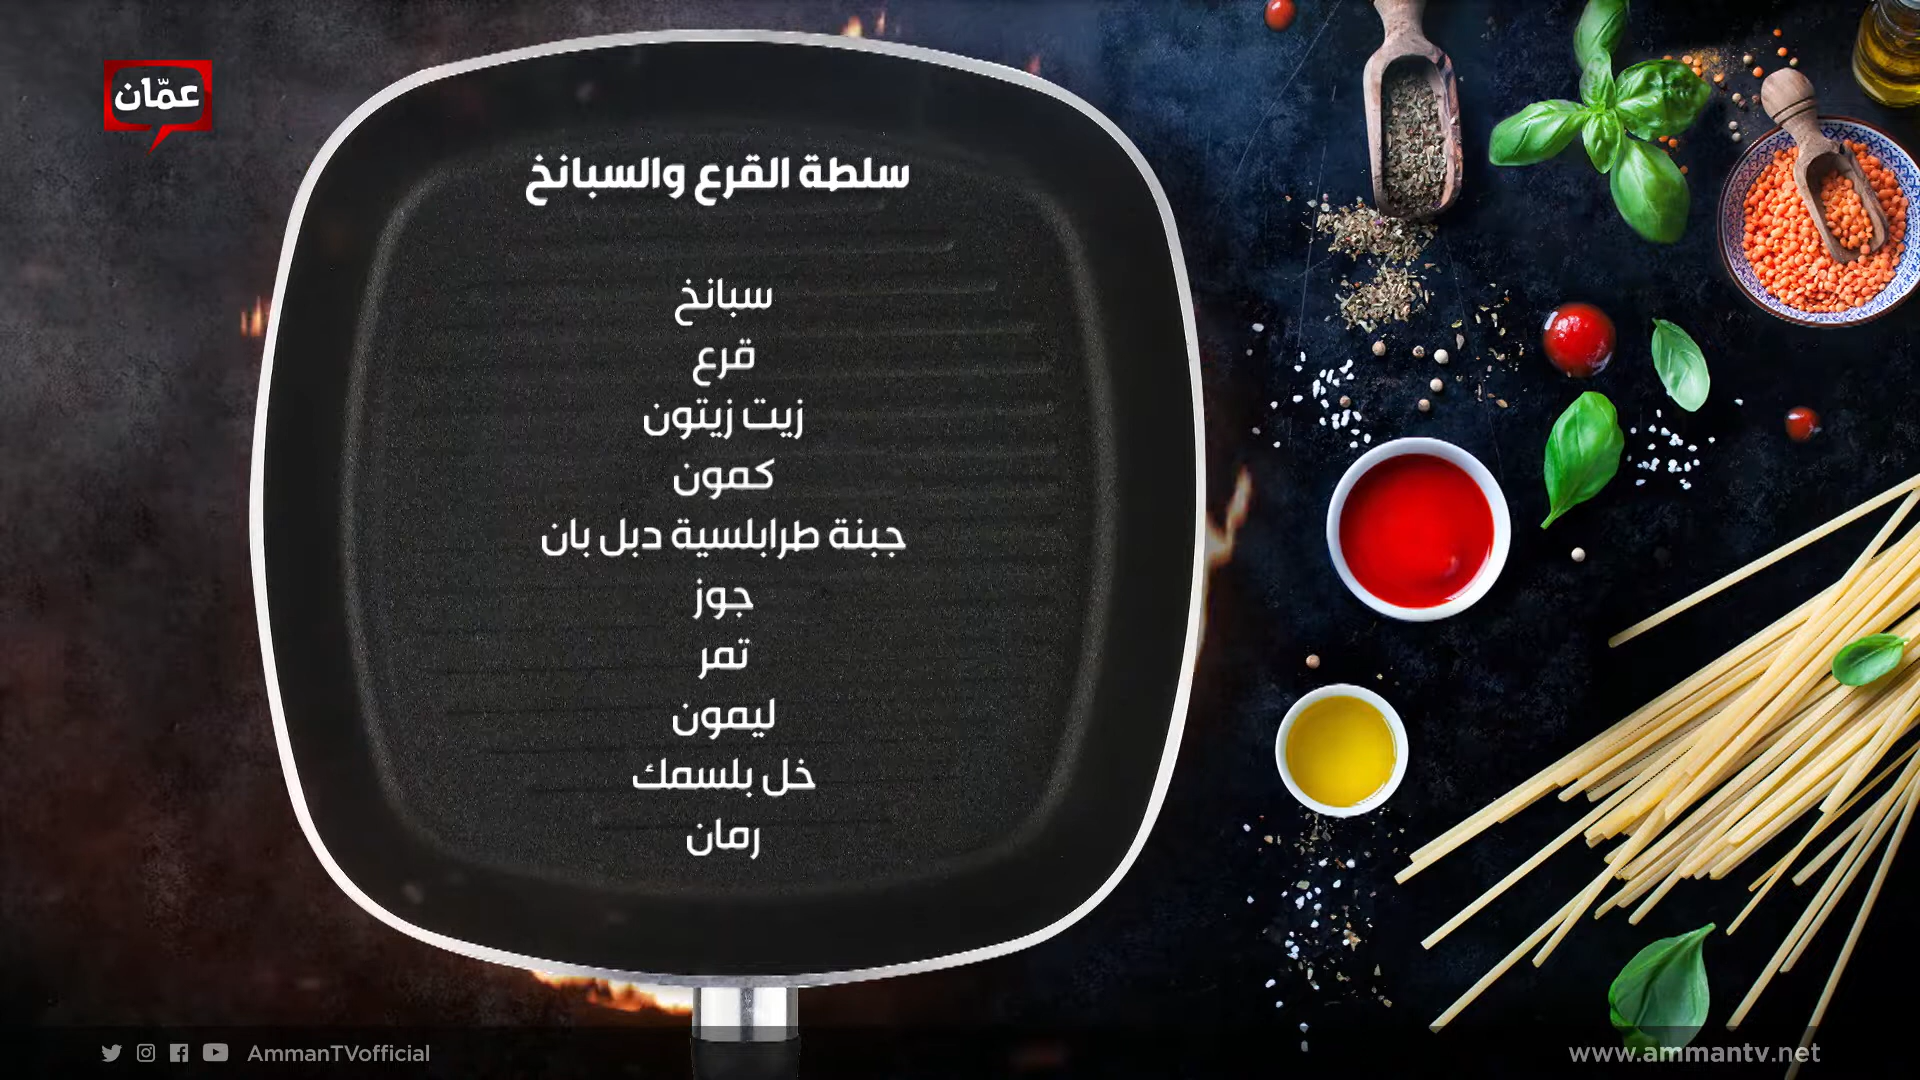 عمّان
سلطة القرع والسبانخ
سبانخ
قرع
زيت زيتون
كمون
جبنة طرابلسية دبل بان
جوز
تمر
ليمون
خل بلسمك
رمان
AmmanTVofficial
www.ammantv.net